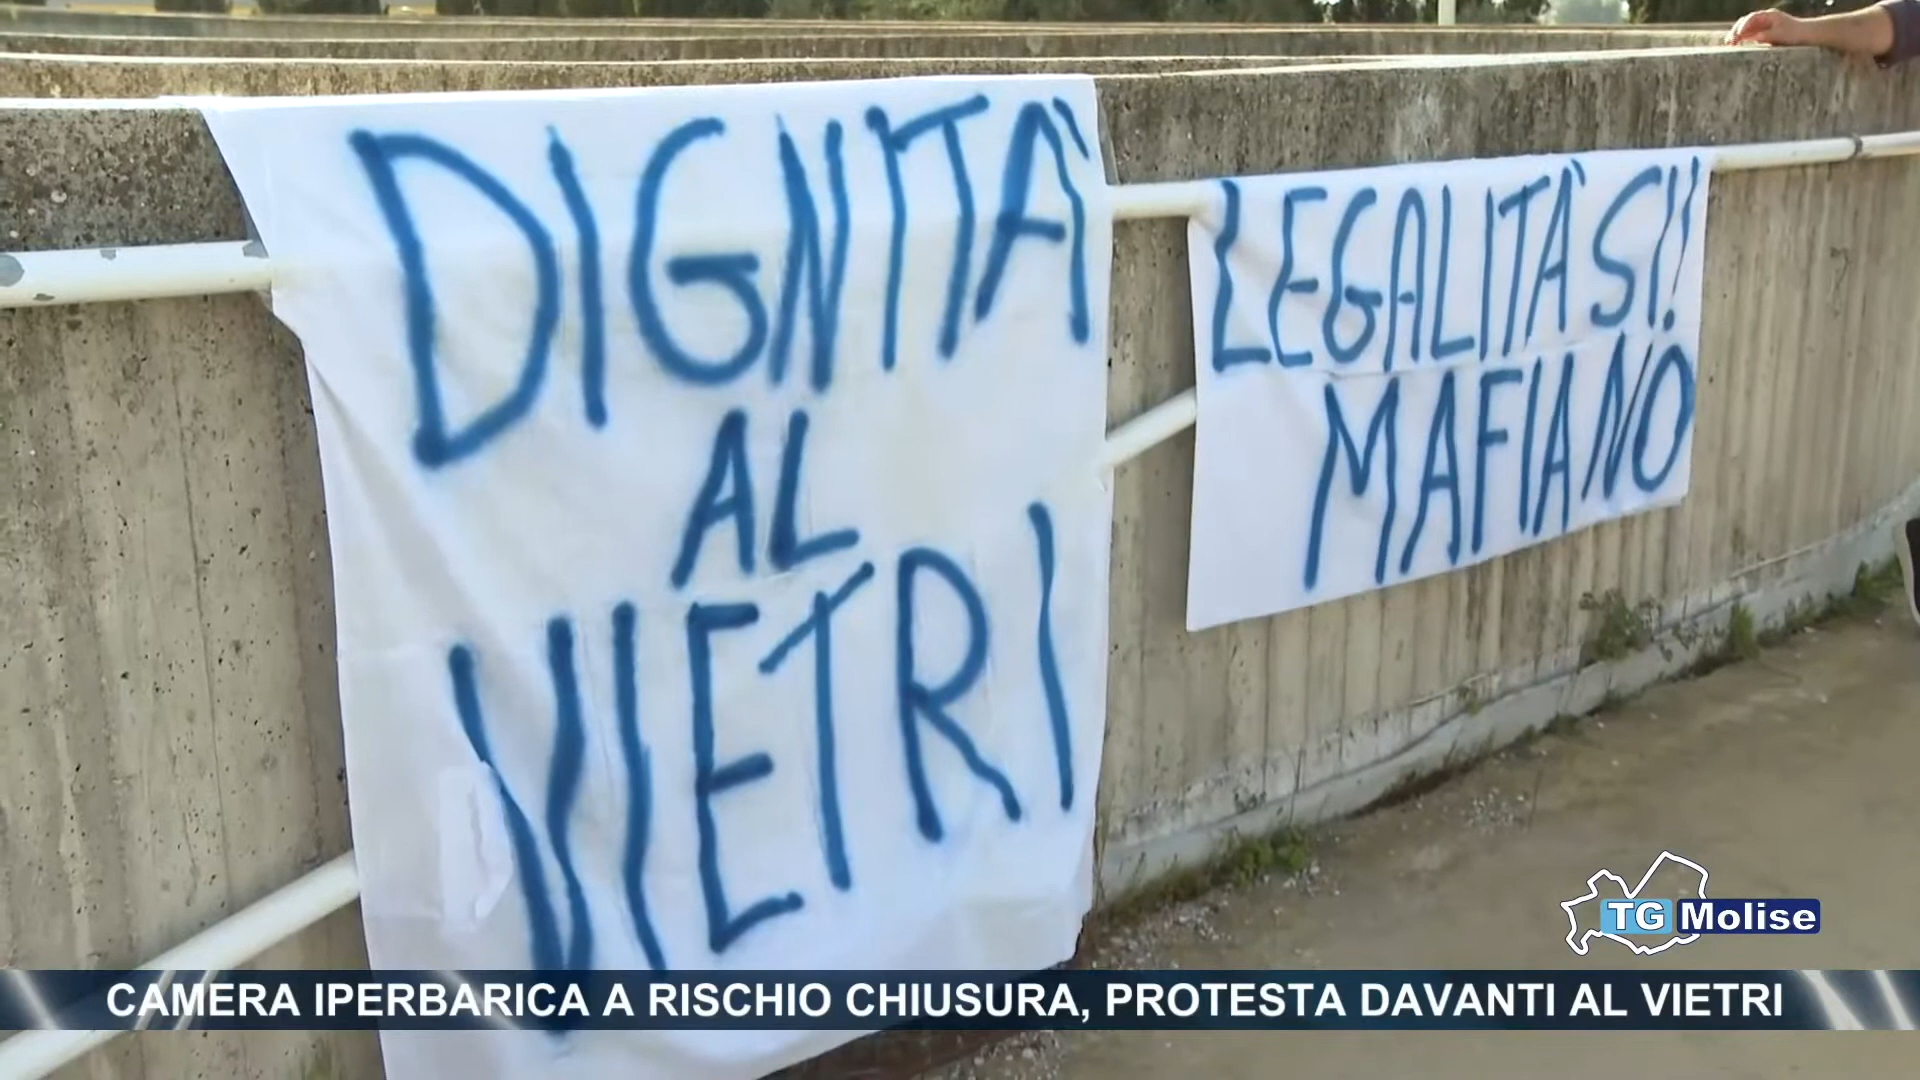 DIGNITÀ
AL
VIETRI
LEGALITÀ SI!
MAFIA NO
TG Molise
CAMERA IPERBARICA A RISCHIO CHIUSURA, PROTESTA DAVANTI AL VIETRI